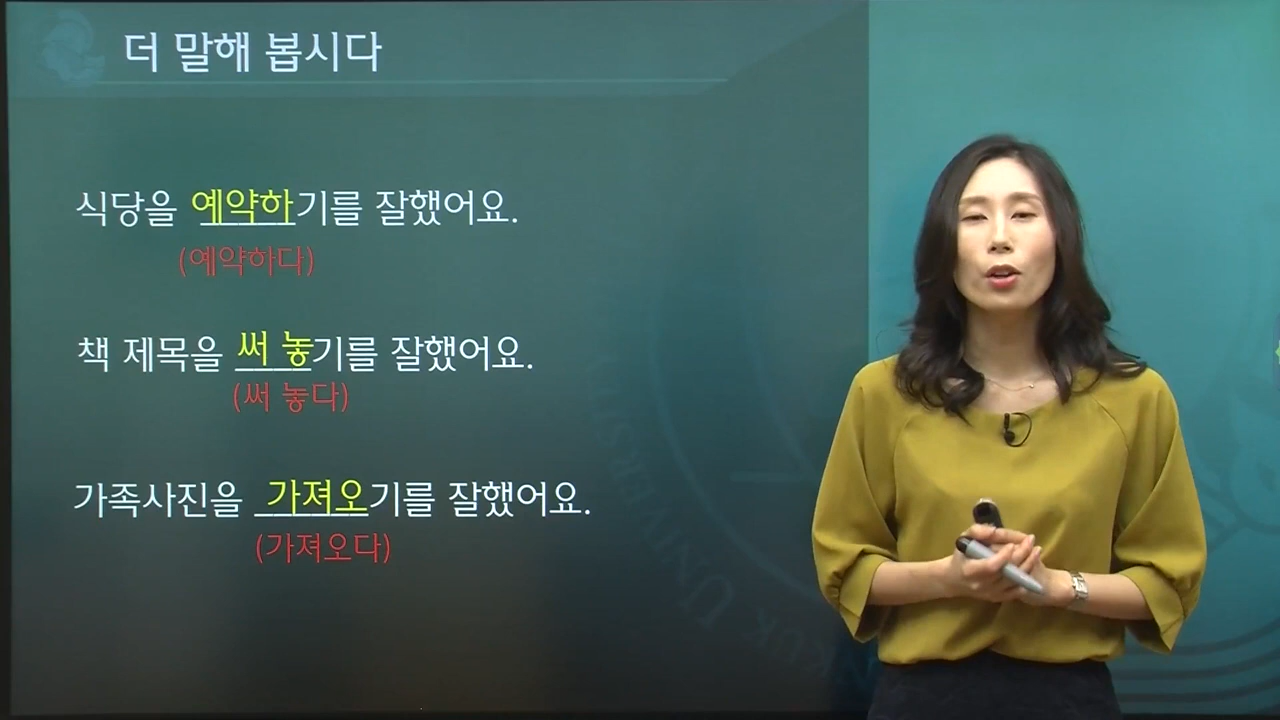 더 말해 봅시다
식당을 예약하기를 잘했어요.
(예약하다)
책 제목을 써 놓기를 잘했어요.
(써 놓다)
가족사진을 가져오기를 잘했어요.
(가져오다)